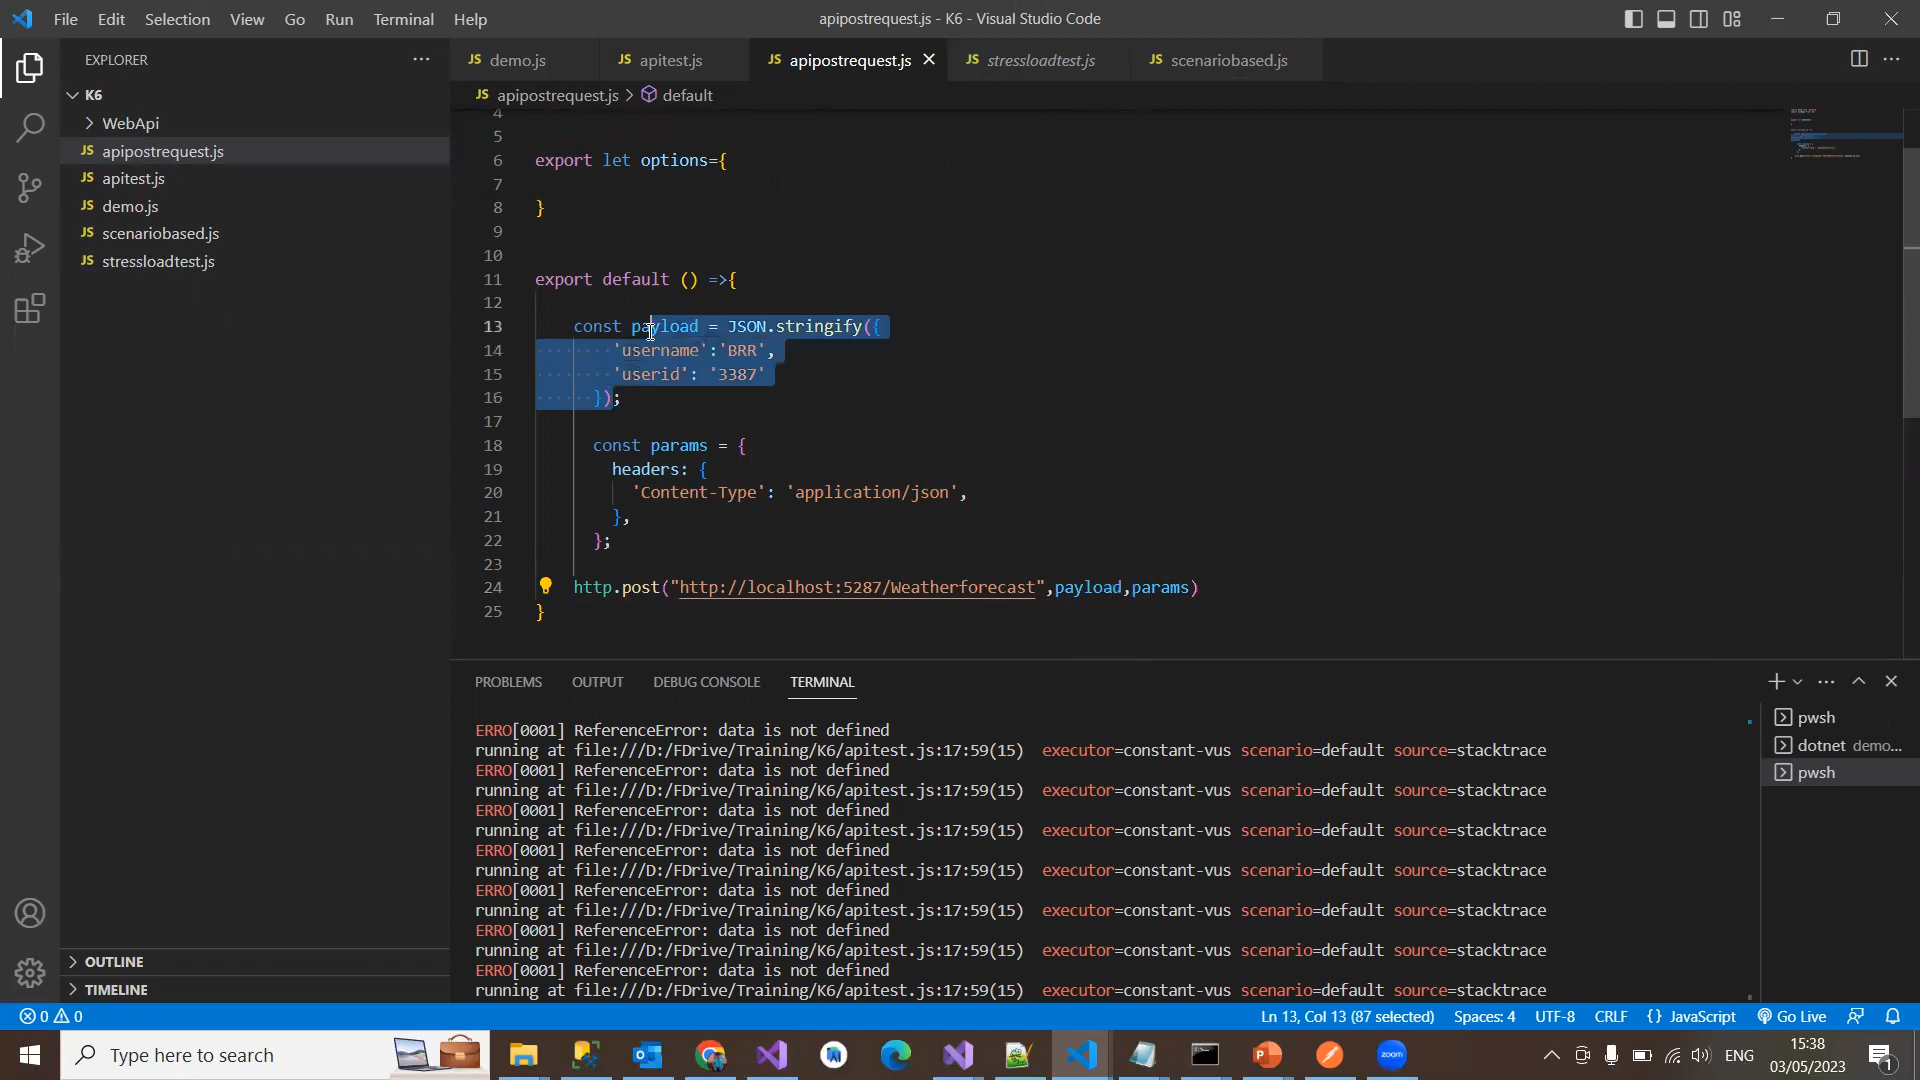 File Edit Selection View Go Run Terminal Help
apipostrequest.js - K6 - Visual Studio Code
EXPLORER
K6
WebApi
JS apipostrequest.js
JS apitest.js
JS demo.js
JS scenariobased.js
JS stressloadtest.js
OUTLINE
TIMELINE
JS demo.js
JS apitest.js
JS apipostrequest.js
JS stressloadtest.js
JS scenariobased.js
JS apipostrequest.js > default
4
5
6 export let options={
7
8 }
9
10
11 export default () =>{
12
13 const payload = JSON.stringify({
14 'username':'BRR',
15 'userid': '3387'
16 });
17
18 const params = {
19 headers: {
20 'Content-Type': 'application/json',
21 },
22 };
23
24 http.post("http://localhost:5287/Weatherforecast",payload,params)
25 }
PROBLEMS OUTPUT DEBUG CONSOLE TERMINAL
ERRO[0001] ReferenceError: data is not defined
running at file:///D:/FDrive/Training/K6/apitest.js:17:59(15) executor=constant-vus scenario=default source=stacktrace
ERRO[0001] ReferenceError: data is not defined
running at file:///D:/FDrive/Training/K6/apitest.js:17:59(15) executor=constant-vus scenario=default source=stacktrace
ERRO[0001] ReferenceError: data is not defined
running at file:///D:/FDrive/Training/K6/apitest.js:17:59(15) executor=constant-vus scenario=default source=stacktrace
ERRO[0001] ReferenceError: data is not defined
running at file:///D:/FDrive/Training/K6/apitest.js:17:59(15) executor=constant-vus scenario=default source=stacktrace
ERRO[0001] ReferenceError: data is not defined
running at file:///D:/FDrive/Training/K6/apitest.js:17:59(15) executor=constant-vus scenario=default source=stacktrace
ERRO[0001] ReferenceError: data is not defined
running at file:///D:/FDrive/Training/K6/apitest.js:17:59(15) executor=constant-vus scenario=default source=stacktrace
ERRO[0001] ReferenceError: data is not defined
running at file:///D:/FDrive/Training/K6/apitest.js:17:59(15) executor=constant-vus scenario=default source=stacktrace
pwsh
dotnet demo...
pwsh
0 0
Ln 13, Col 13 (87 selected) Spaces: 4 UTF-8 CRLF {} JavaScript Go Live
Type here to search
zoom
ENG
15:38
03/05/2023
1